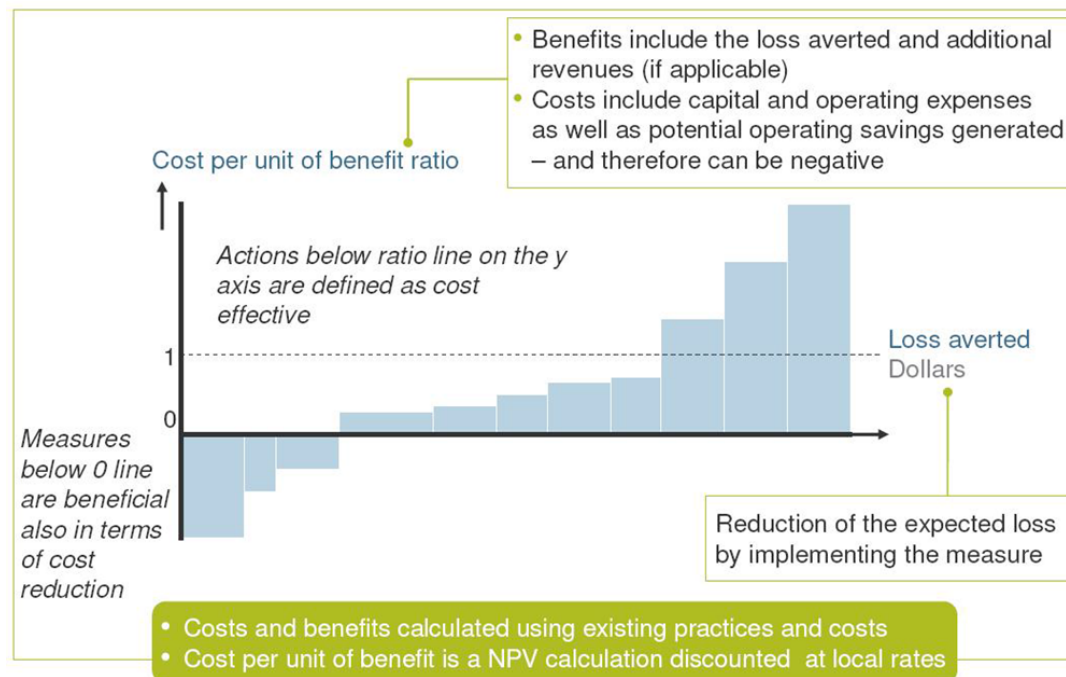 • Benefits include the loss averted and additional
revenues (if applicable)
• Costs include capital and operating expenses
as well as potential operating savings generated
– and therefore can be negative
Cost per unit of benefit ratio
Actions below ratio line on the y
axis are defined as cost
effective
1
0
Loss averted
Dollars
Measures
below 0 line
are beneficial
also in terms
of cost
reduction
Reduction of the expected loss
by implementing the measure
• Costs and benefits calculated using existing practices and costs
• Cost per unit of benefit is a NPV calculation discounted at local rates